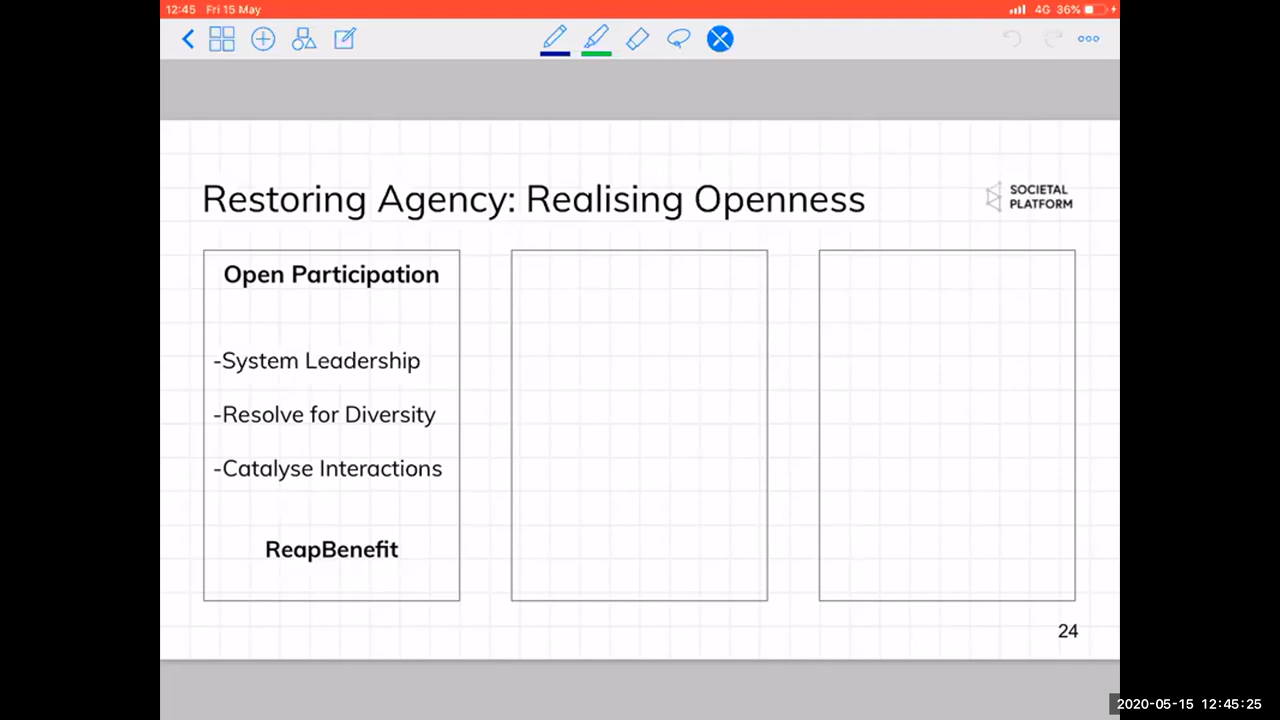 12:45 Fri 15 May
4G 36%
Restoring Agency: Realising Openness
SOCIETAL
PLATFORM
Open Participation
-System Leadership
-Resolve for Diversity
-Catalyse Interactions
ReapBenefit
24
2020-05-15 12:45:25